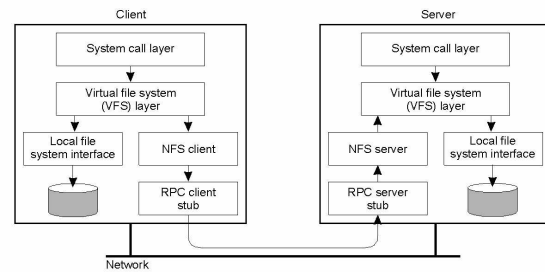 Client
Server
System call layer
System call layer
Virtual file system
(VFS) layer
Virtual file system
(VFS) layer
Local file
system interface
NFS client
NFS server
Local file
system interface
RPC client
stub
RPC server
stub
Network